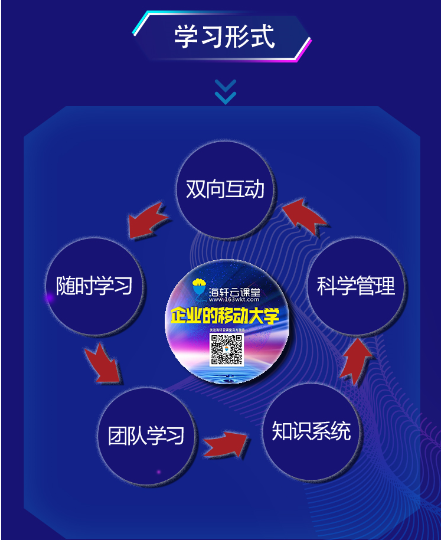 学习形式
双向互动
随时学习
科学管理
海轩云课堂
www.163wkt.com
企业的移动大学
团队学习
知识系统